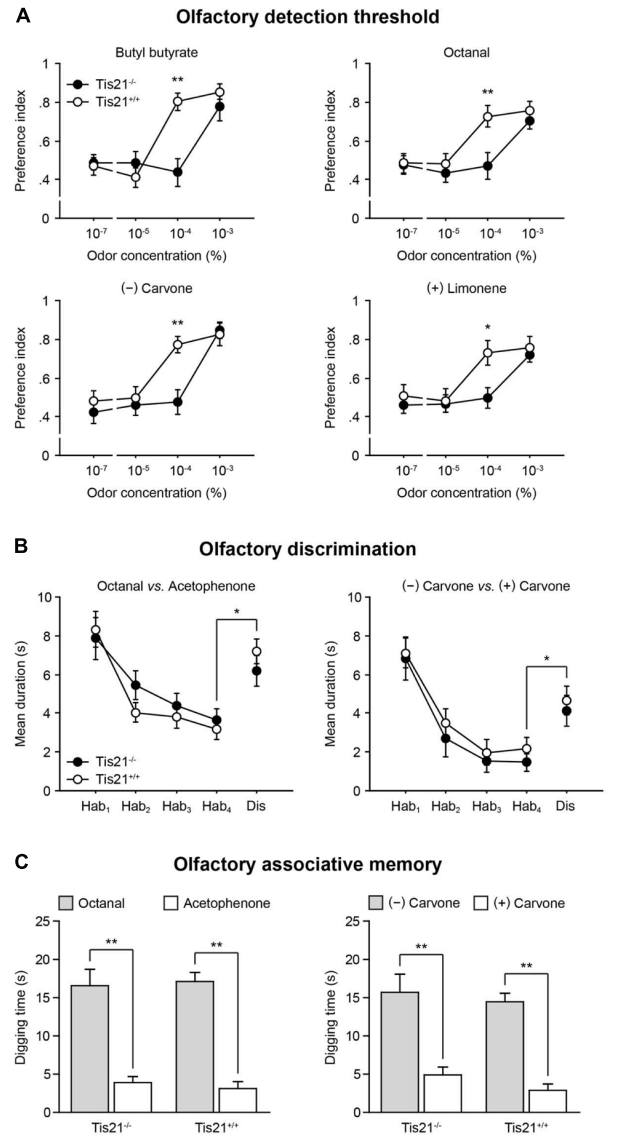 A
Olfactory detection threshold
Butyl butyrate
Preference index
1
.8
.6
.4
0
Tis21-/-
Tis21+/+
**
10-7 10-5 10-4 10-3
Odor concentration (%)
Octanal
Preference index
1
.8
.6
.4
0
**
10-7 10-5 10-4 10-3
Odor concentration (%)
(−) Carvone
Preference index
1
.8
.6
.4
0
**
10-7 10-5 10-4 10-3
Odor concentration (%)
(+) Limonene
Preference index
1
.8
.6
.4
0
*
10-7 10-5 10-4 10-3
Odor concentration (%)
B
Olfactory discrimination
Octanal vs. Acetophenone
Mean duration (s)
10
8
6
4
2
0
*
Tis21-/-
Tis21+/+
Hab1 Hab2 Hab3 Hab4 Dis
(−) Carvone vs. (+) Carvone
Mean duration (s)
10
8
6
4
2
0
*
Hab1 Hab2 Hab3 Hab4 Dis
C
Olfactory associative memory
Octanal Acetophenone
Digging time (s)
25
20
15
10
5
0
** **
Tis21-/- Tis21+/+
(−) Carvone (+) Carvone
Digging time (s)
25
20
15
10
5
0
** **
Tis21-/- Tis21+/+